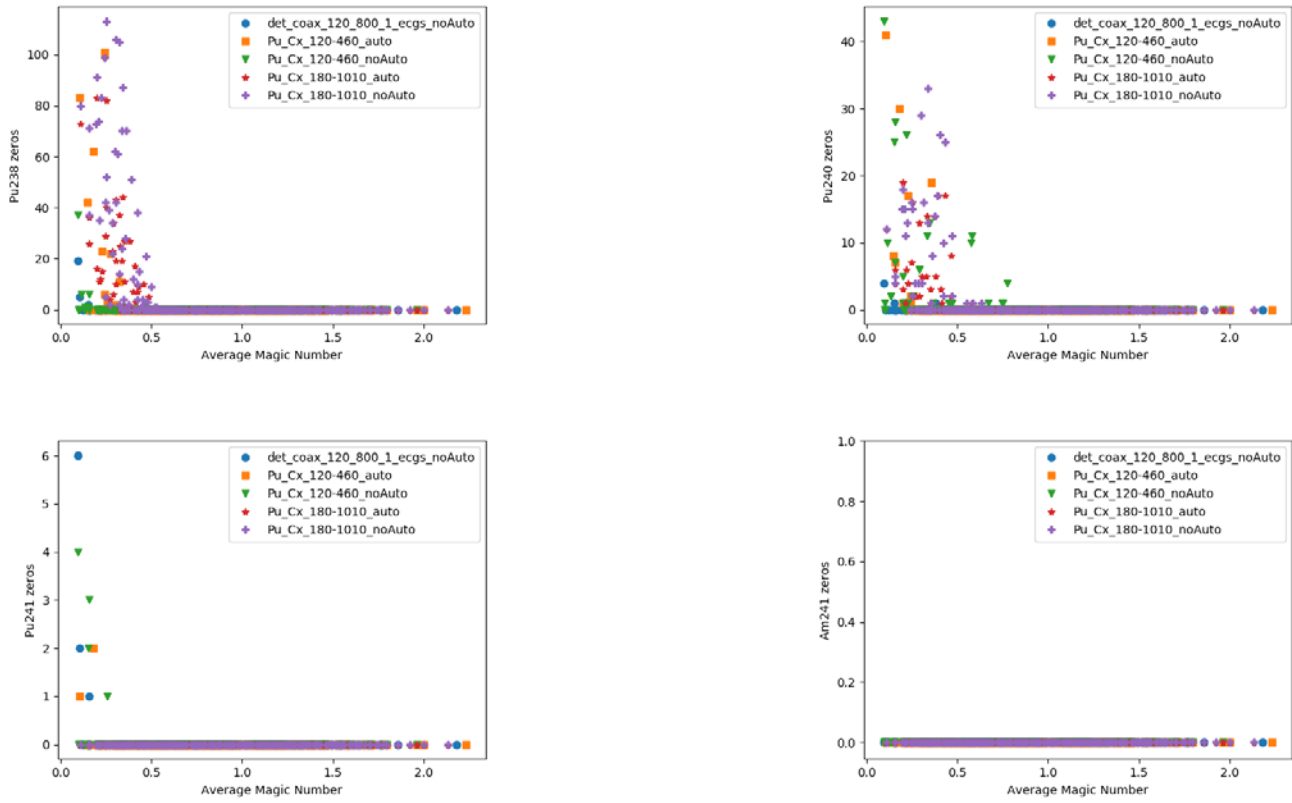 det_coax_120_800_1_ecgs_noAuto
Pu_Cx_120-460_auto
Pu_Cx_120-460_noAuto
Pu_Cx_180-1010_auto
Pu_Cx_180-1010_noAuto
100
80
60
40
20
0
Pu238 zeros
0.0 0.5 1.0 1.5 2.0
Average Magic Number
det_coax_120_800_1_ecgs_noAuto
Pu_Cx_120-460_auto
Pu_Cx_120-460_noAuto
Pu_Cx_180-1010_auto
Pu_Cx_180-1010_noAuto
40
30
20
10
0
Pu240 zeros
0.0 0.5 1.0 1.5 2.0
Average Magic Number
det_coax_120_800_1_ecgs_noAuto
Pu_Cx_120-460_auto
Pu_Cx_120-460_noAuto
Pu_Cx_180-1010_auto
Pu_Cx_180-1010_noAuto
6
5
4
3
2
1
0
Pu241 zeros
0.0 0.5 1.0 1.5 2.0
Average Magic Number
1.0
det_coax_120_800_1_ecgs_noAuto
Pu_Cx_120-460_auto
Pu_Cx_120-460_noAuto
Pu_Cx_180-1010_auto
Pu_Cx_180-1010_noAuto
0.8
0.6
0.4
0.2
0.0
Am241 zeros
0.0 0.5 1.0 1.5 2.0
Average Magic Number